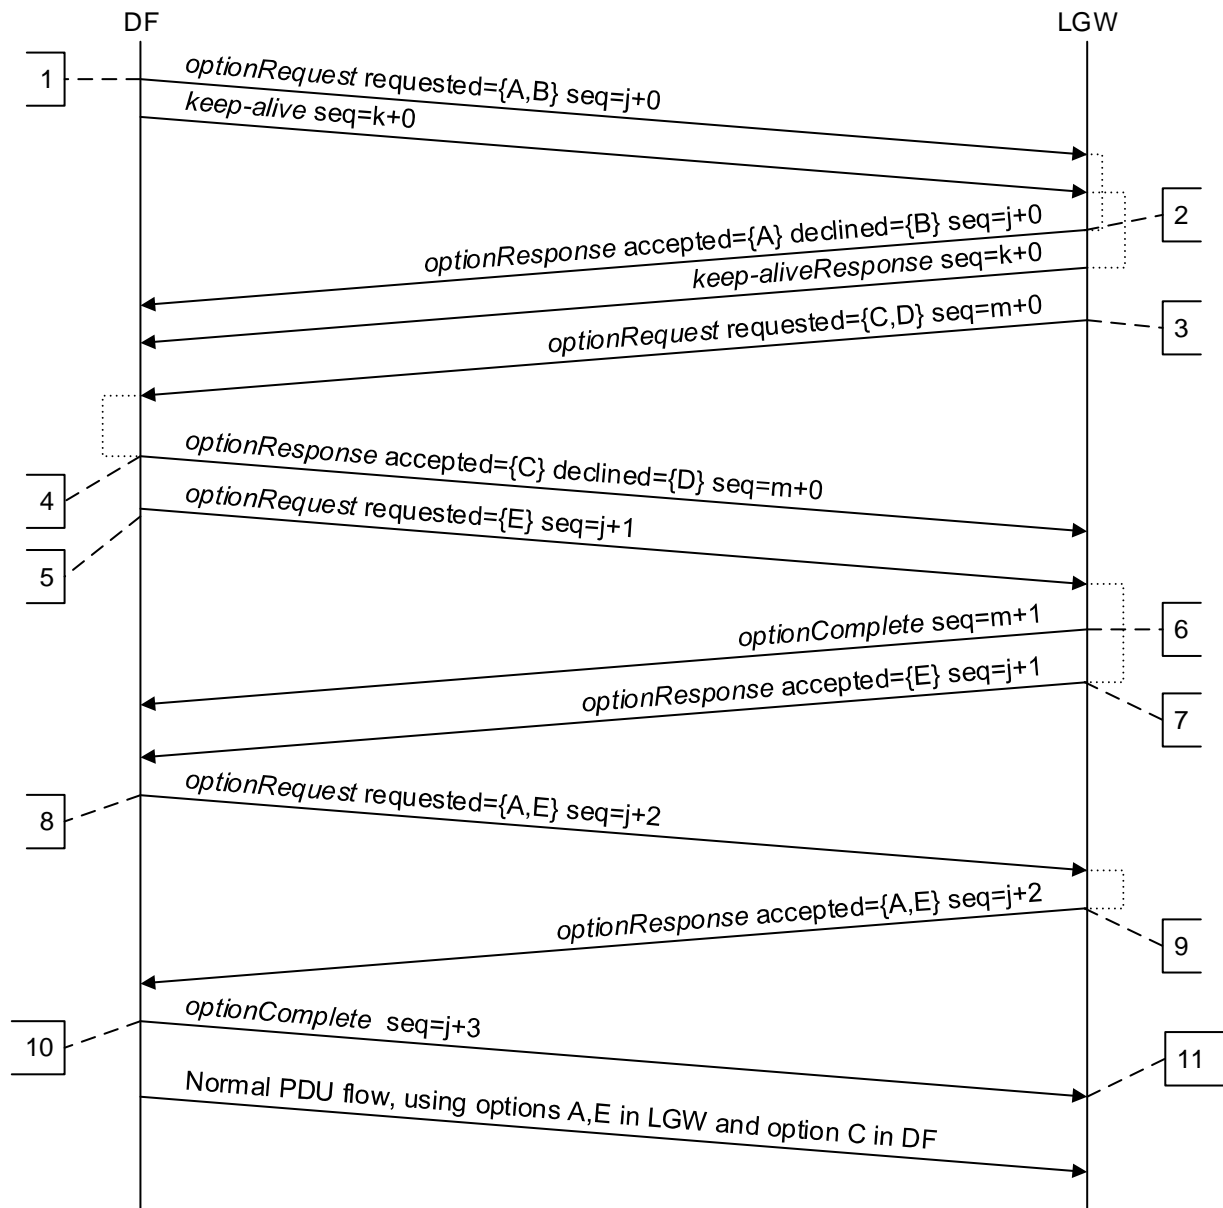 DF
LGW
1
optionRequest requested={A,B} seq=j+0
keep-alive seq=k+0
2
optionResponse accepted={A} declined={B} seq=j+0
keep-aliveResponse seq=k+0
3
optionRequest requested={C,D} seq=m+0
4
optionResponse accepted={C} declined={D} seq=m+0
5
optionRequest requested={E} seq=j+1
6
optionComplete seq=m+1
7
optionResponse accepted={E} seq=j+1
8
optionRequest requested={A,E} seq=j+2
9
optionResponse accepted={A,E} seq=j+2
10
optionComplete seq=j+3
11
Normal PDU flow, using options A,E in LGW and option C in DF